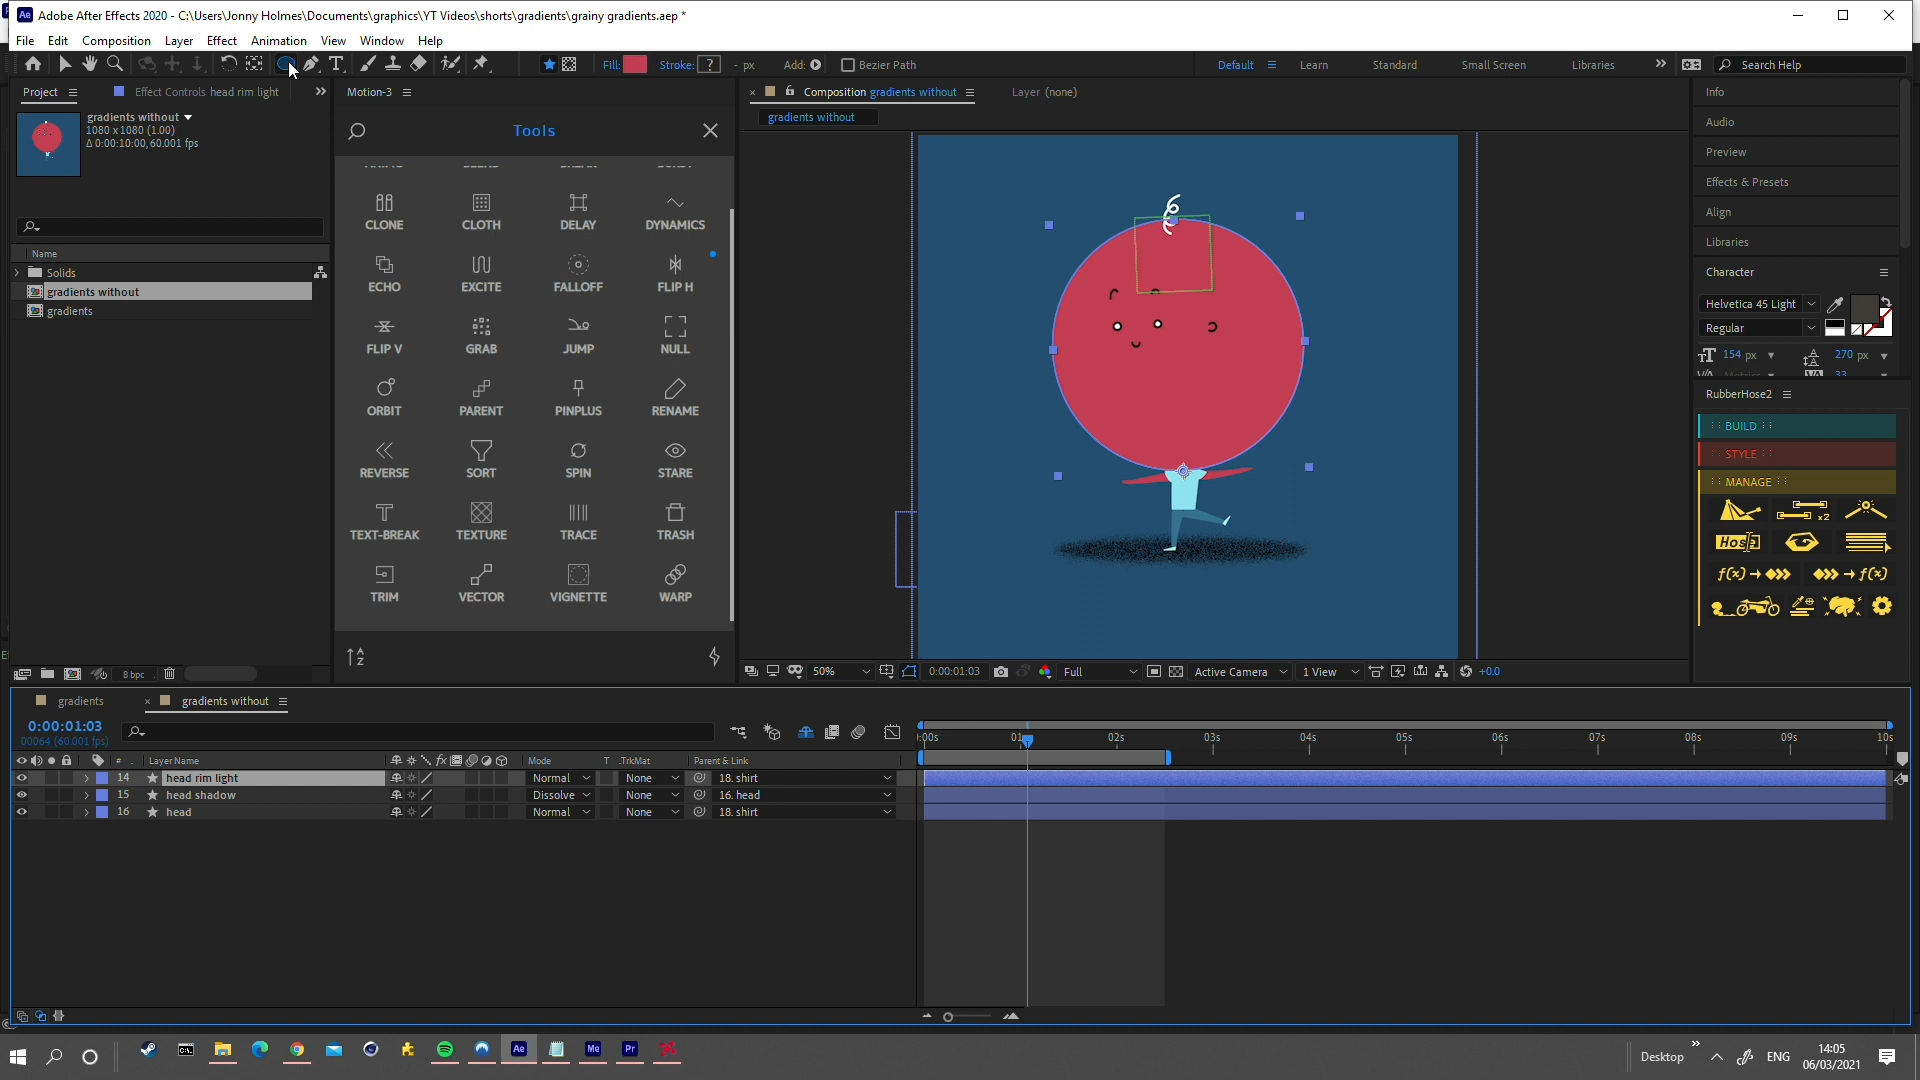 Adobe After Effects 2020 - C:\Users\Jonny Holmes\Documents\graphics\YT Videos\shorts\gradients\grainy gradients.aep *
File Edit Composition Layer Effect Animation View Window Help
Fill: Stroke: ? - px Add: Bezier Path Default Learn Standard Small Screen Libraries Search Help
Project Effect Controls head rim light Motion-3 Composition gradients without Layer (none)
gradients without
1080 x 1080 (1.00)
Δ 0:00:10:00, 60.001 fps
Name
Solids
gradients without
gradients
8 bpc
Tools
CLONE CLOTH DELAY DYNAMICS
ECHO EXCITE FALLOFF FLIP H
FLIP V GRAB JUMP NULL
ORBIT PARENT PINPLUS RENAME
REVERSE SORT SPIN STARE
TEXT-BREAK TEXTURE TRACE TRASH
TRIM VECTOR VIGNETTE WARP
gradients without
50% 0:00:01:03 Full Active Camera 1 View +0.0
Info
Audio
Preview
Effects & Presets
Align
Libraries
Character
Helvetica 45 Light
Regular
154 px 270 px
Metrics 33
RubberHose2
BUILD
STYLE
MANAGE
x2
Hose
f(x) f(x)
gradients gradients without
0:00:01:03
00064 (60.001 fps)
:00s 01 02s 03s 04s 05s 06s 07s 08s 09s 10s
# Layer Name Mode T .TrkMat Parent & Link
14 head rim light Normal None 18. shirt
15 head shadow Dissolve None 16. head
16 head Normal None 18. shirt
Ae Me Pr
Desktop ENG 14:05
06/03/2021